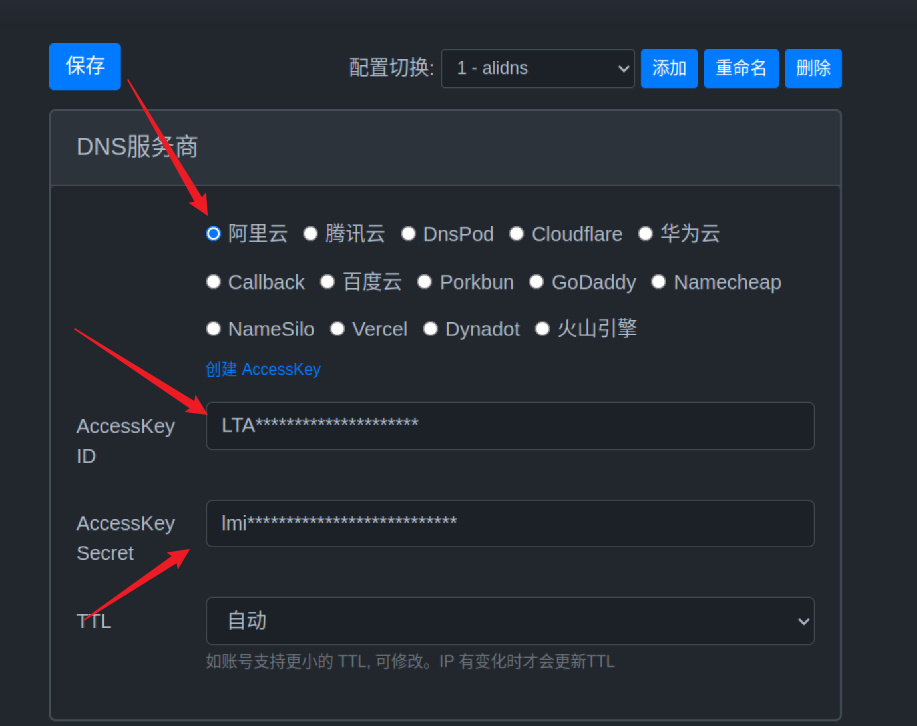 保存 配置切换: 1 - alidns 添加 重命名 删除
DNS服务商
阿里云 腾讯云 DnsPod Cloudflare 华为云
Callback 百度云 Porkbun GoDaddy Namecheap
NameSilo Vercel Dynadot 火山引擎
创建 AccessKey
AccessKey ID
LTA*********************
AccessKey Secret
lmi***************************
TTL
自动
如账号支持更小的 TTL, 可修改。IP 有变化时才会更新TTL